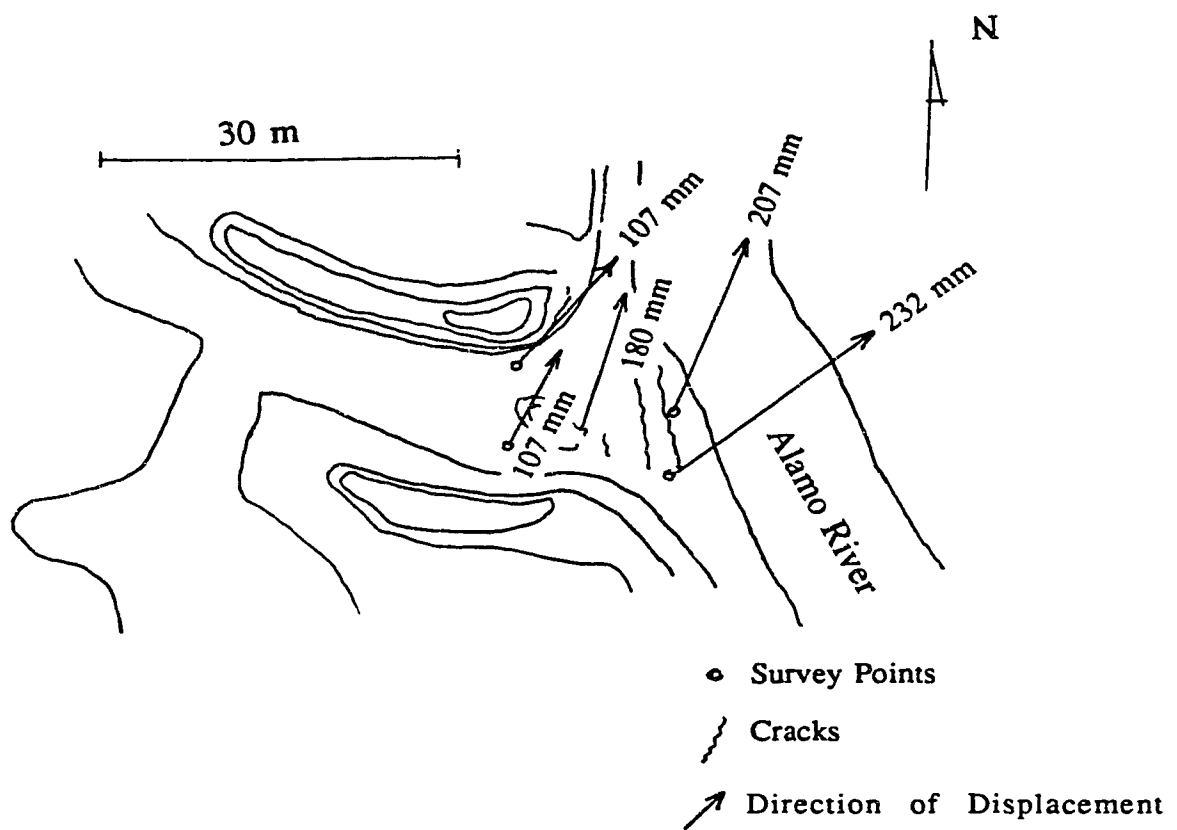 N
30 m
107 mm
207 mm
232 mm
180 mm
107 mm
Alamo River
Survey Points
Cracks
Direction of Displacement